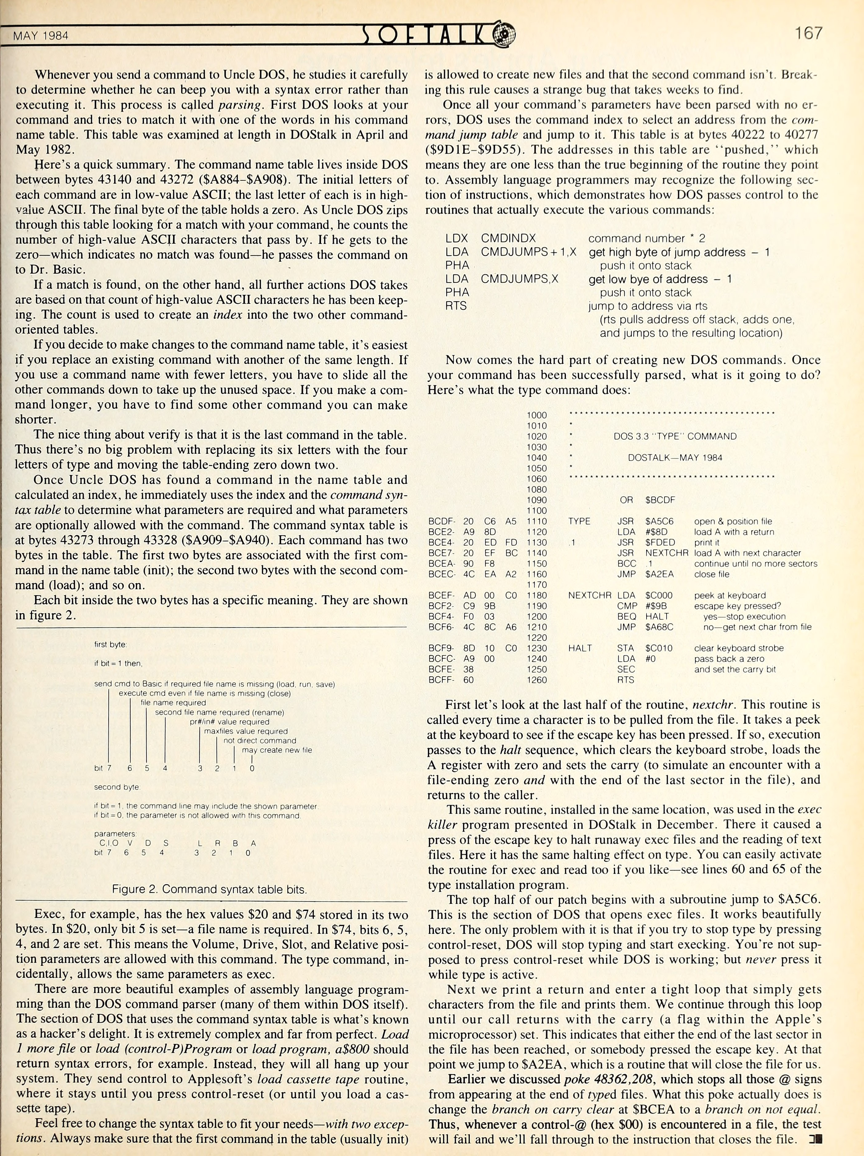 MAY 1984
SOFTALK
167
Whenever you send a command to Uncle DOS, he studies it carefully
to determine whether he can beep you with a syntax error rather than
executing it. This process is called parsing. First DOS looks at your
command and tries to match it with one of the words in his command
name table. This table was examined at length in DOStalk in April and
May 1982.
Here's a quick summary. The command name table lives inside DOS
between bytes 43140 and 43272 ($A884-$A908). The initial letters of
each command are in low-value ASCII; the last letter of each is in high-
value ASCII. The final byte of the table holds a zero. As Uncle DOS zips
through this table looking for a match with your command, he counts the
number of high-value ASCII characters that pass by. If he gets to the
zero—which indicates no match was found—he passes the command on
to Dr. Basic.
If a match is found, on the other hand, all further actions DOS takes
are based on that count of high-value ASCII characters he has been keep-
ing. The count is used to create an index into the two other command-
oriented tables.
If you decide to make changes to the command name table, it's easiest
if you replace an existing command with another of the same length. If
you use a command name with fewer letters, you have to slide all the
other commands down to take up the unused space. If you make a com-
mand longer, you have to find some other command you can make
shorter.
The nice thing about verify is that it is the last command in the table.
Thus there's no big problem with replacing its six letters with the four
letters of type and moving the table-ending zero down two.
Once Uncle DOS has found a command in the name table and
calculated an index, he immediately uses the index and the command syn-
tax table to determine what parameters are required and what parameters
are optionally allowed with the command. The command syntax table is
at bytes 43273 through 43328 ($A909-$A940). Each command has two
bytes in the table. The first two bytes are associated with the first com-
mand in the name table (init); the second two bytes with the second com-
mand (load); and so on.
Each bit inside the two bytes has a specific meaning. They are shown
in figure 2.
first byte:
if bit = 1 then,
send cmd to Basic if required file name is missing (load, run, save)
execute cmd even if file name is missing (close)
file name required
second file name required (rename)
pr#/in# value required
maxfiles value required
not direct command
may create new file
bit 7 6 5 4 3 2 1 0
second byte:
if bit = 1, the command line may include the shown parameter.
if bit = 0, the parameter is not allowed with this command.
parameters:
C,I,O V D S L R B A
bit 7 6 5 4 3 2 1 0
Figure 2. Command syntax table bits.
Exec, for example, has the hex values $20 and $74 stored in its two
bytes. In $20, only bit 5 is set—a file name is required. In $74, bits 6, 5,
4, and 2 are set. This means the Volume, Drive, Slot, and Relative posi-
tion parameters are allowed with this command. The type command, in-
cidentally, allows the same parameters as exec.
There are more beautiful examples of assembly language program-
ming than the DOS command parser (many of them within DOS itself).
The section of DOS that uses the command syntax table is what's known
as a hacker's delight. It is extremely complex and far from perfect. Load
1 more file or load (control-P)Program or load program, a$800 should
return syntax errors, for example. Instead, they will all hang up your
system. They send control to Applesoft's load cassette tape routine,
where it stays until you press control-reset (or until you load a cas-
sette tape).
Feel free to change the syntax table to fit your needs—with two excep-
tions. Always make sure that the first command in the table (usually init)
is allowed to create new files and that the second command isn't. Break-
ing this rule causes a strange bug that takes weeks to find.
Once all your command's parameters have been parsed with no er-
rors, DOS uses the command index to select an address from the com-
mand jump table and jump to it. This table is at bytes 40222 to 40277
($9D1E-$9D55). The addresses in this table are "pushed," which
means they are one less than the true beginning of the routine they point
to. Assembly language programmers may recognize the following sec-
tion of instructions, which demonstrates how DOS passes control to the
routines that actually execute the various commands:
LDX CMDINDX command number * 2
LDA CMDJUMPS+1,X get high byte of jump address - 1
PHA push it onto stack
LDA CMDJUMPS,X get low bye of address - 1
PHA push it onto stack
RTS jump to address via rts
(rts pulls address off stack, adds one,
and jumps to the resulting location)
Now comes the hard part of creating new DOS commands. Once
your command has been successfully parsed, what is it going to do?
Here's what the type command does:
1000 ************************************
1010 *
1020 * DOS 3.3 "TYPE" COMMAND
1030 *
1040 * DOSTALK—MAY 1984
1050 *
1060 ************************************
1080
1090 OR $BCDF
1100
BCDF- 20 C6 A5 1110 TYPE JSR $A5C6 open & position file
BCE2- A9 8D 1120 LDA #$8D load A with a return
BCE4- 20 ED FD 1130 .1 JSR $FDED print it
BCE7- 20 EF BC 1140 JSR NEXTCHR load A with next character
BCEA- 90 F8 1150 BCC .1 continue until no more sectors
BCEC- 4C EA A2 1160 JMP $A2EA close file
1170
BCEF- AD 00 C0 1180 NEXTCHR LDA $C000 peek at keyboard
BCF2- C9 9B 1190 CMP #$9B escape key pressed?
BCF4- F0 03 1200 BEQ HALT yes—stop execution
BCF6- 4C 8C A6 1210 JMP $A68C no—get next char from file
1220
BCF9- 8D 10 C0 1230 HALT STA $C010 clear keyboard strobe
BCFC- A9 00 1240 LDA #0 pass back a zero
BCFE- 38 1250 SEC and set the carry bit
BCFF- 60 1260 RTS
First let's look at the last half of the routine, nextchr. This routine is
called every time a character is to be pulled from the file. It takes a peek
at the keyboard to see if the escape key has been pressed. If so, execution
passes to the halt sequence, which clears the keyboard strobe, loads the
A register with zero and sets the carry (to simulate an encounter with a
file-ending zero and with the end of the last sector in the file), and
returns to the caller.
This same routine, installed in the same location, was used in the exec
killer program presented in DOStalk in December. There it caused a
press of the escape key to halt runaway exec files and the reading of text
files. Here it has the same halting effect on type. You can easily activate
the routine for exec and read too if you like—see lines 60 and 65 of the
type installation program.
The top half of our patch begins with a subroutine jump to $A5C6.
This is the section of DOS that opens exec files. It works beautifully
here. The only problem with it is that if you try to stop type by pressing
control-reset, DOS will stop typing and start execking. You're not sup-
posed to press control-reset while DOS is working; but never press it
while type is active.
Next we print a return and enter a tight loop that simply gets
characters from the file and prints them. We continue through this loop
until our call returns with the carry (a flag within the Apple's
microprocessor) set. This indicates that either the end of the last sector in
the file has been reached, or somebody pressed the escape key. At that
point we jump to $A2EA, which is a routine that will close the file for us.
Earlier we discussed poke 48362,208, which stops all those @ signs
from appearing at the end of typed files. What this poke actually does is
change the branch on carry clear at $BCEA to a branch on not equal.
Thus, whenever a control-@ (hex $00) is encountered in a file, the test
will fail and we'll fall through to the instruction that closes the file.